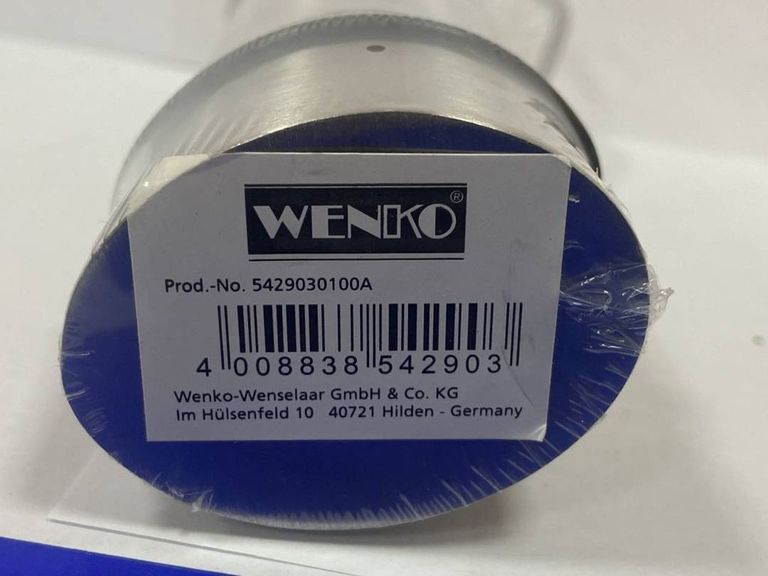 WENKO®
Prod.-No. 5429030100A
4 008838 542903
Wenko-Wenselaar GmbH & Co. KG
Im Hülsenfeld 10 40721 Hilden - Germany